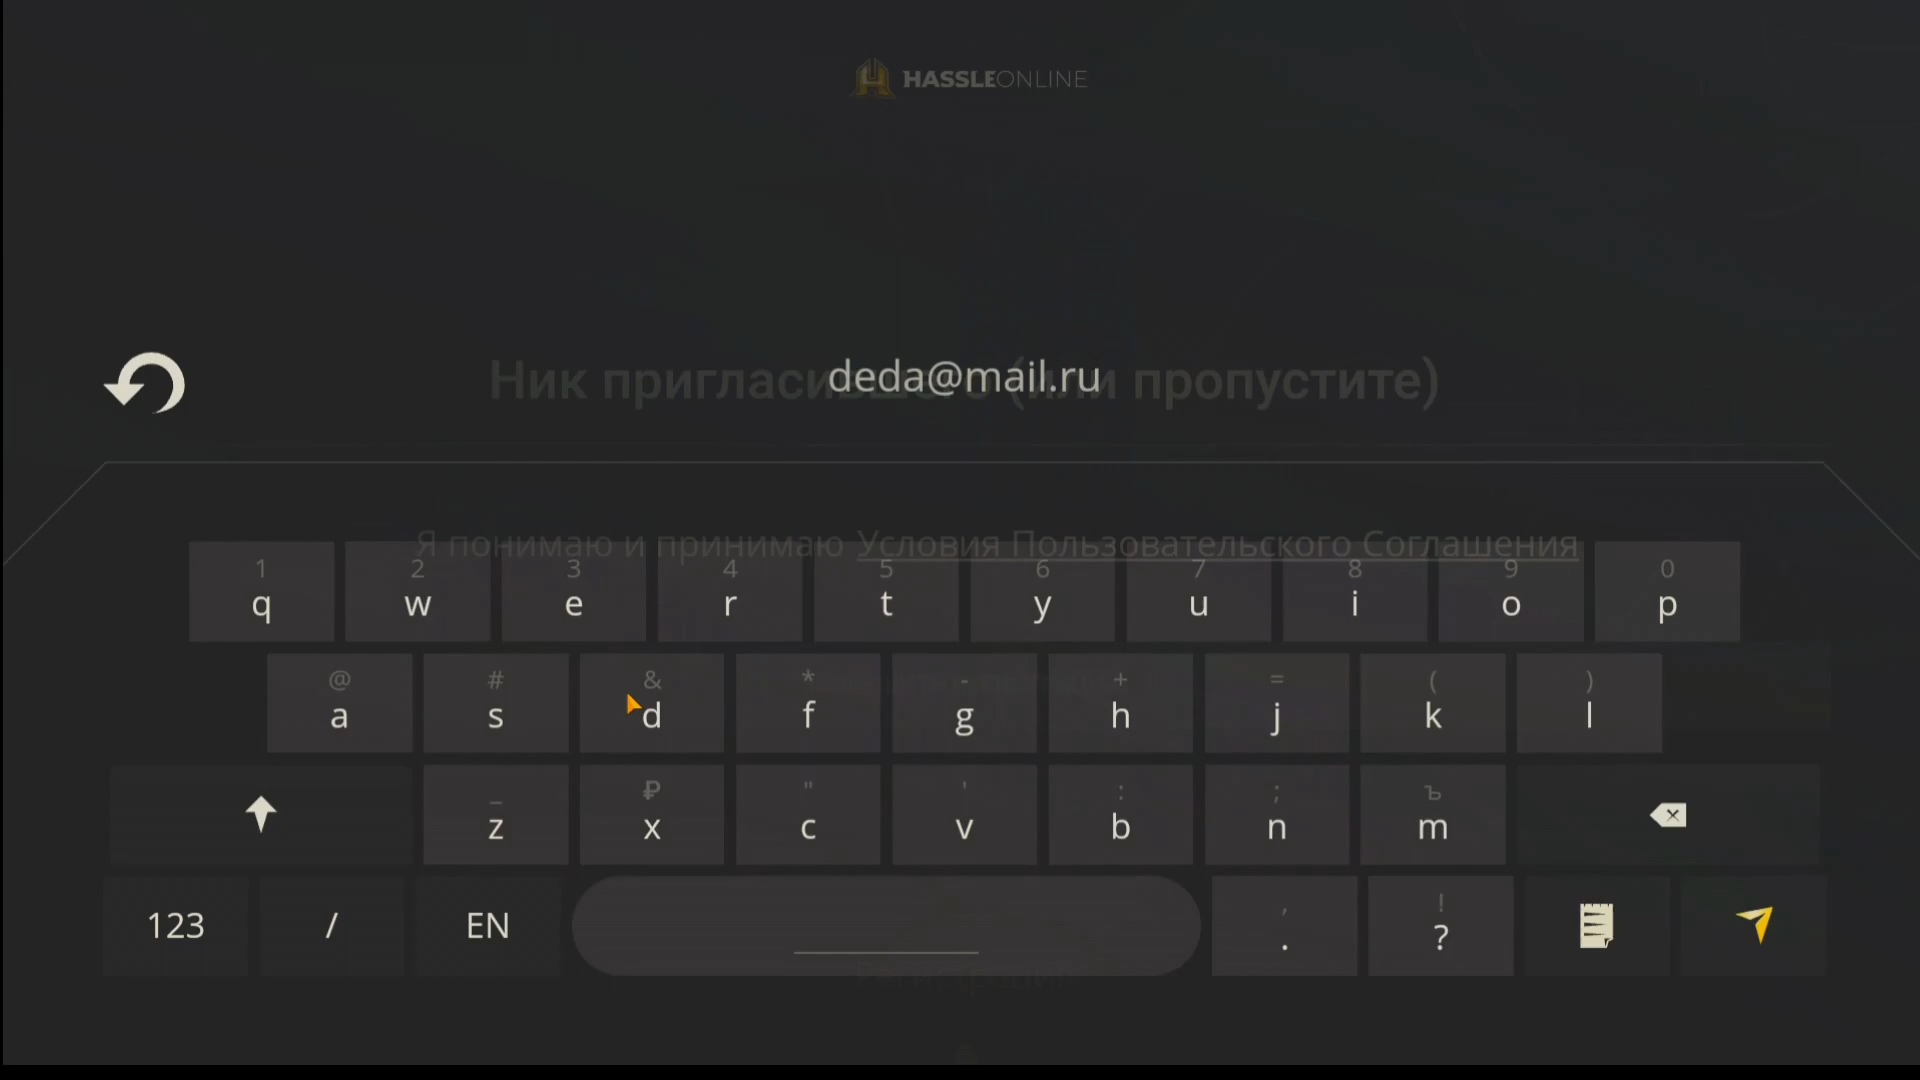 HASSLEONLINE
deda@mail.ru
Ник (или пропустите)
Я понимаю и принимаю Условия Пользовательского Соглашения
1 2 3 4 5 6 7 8 9 0
q w e r t y u i o p
@ # & * - + = ( )
a s d f g h j k l
_ ₽ " ' : ; ъ
z x c v b n m
, !
123 / EN . ?